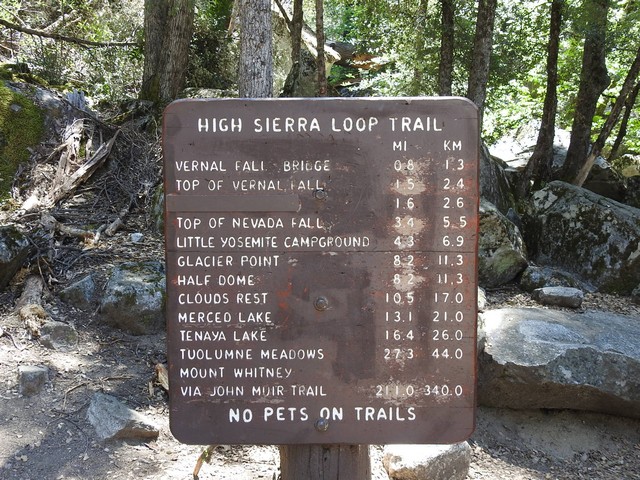 HIGH SIERRA LOOP TRAIL
MI KM
VERNAL FALL BRIDGE 0.8 1.3
TOP OF VERNAL FALL 1.5 2.4
1.6 2.6
TOP OF NEVADA FALL 3.4 5.5
LITTLE YOSEMITE CAMPGROUND 4.3 6.9
GLACIER POINT 8.2 11.3
HALF DOME 8.2 11.3
CLOUDS REST 10.5 17.0
MERCED LAKE 13.1 21.0
TENAYA LAKE 16.4 26.0
TUOLUMNE MEADOWS 27.3 44.0
MOUNT WHITNEY
VIA JOHN MUIR TRAIL 211.0 340.0
NO PETS ON TRAILS